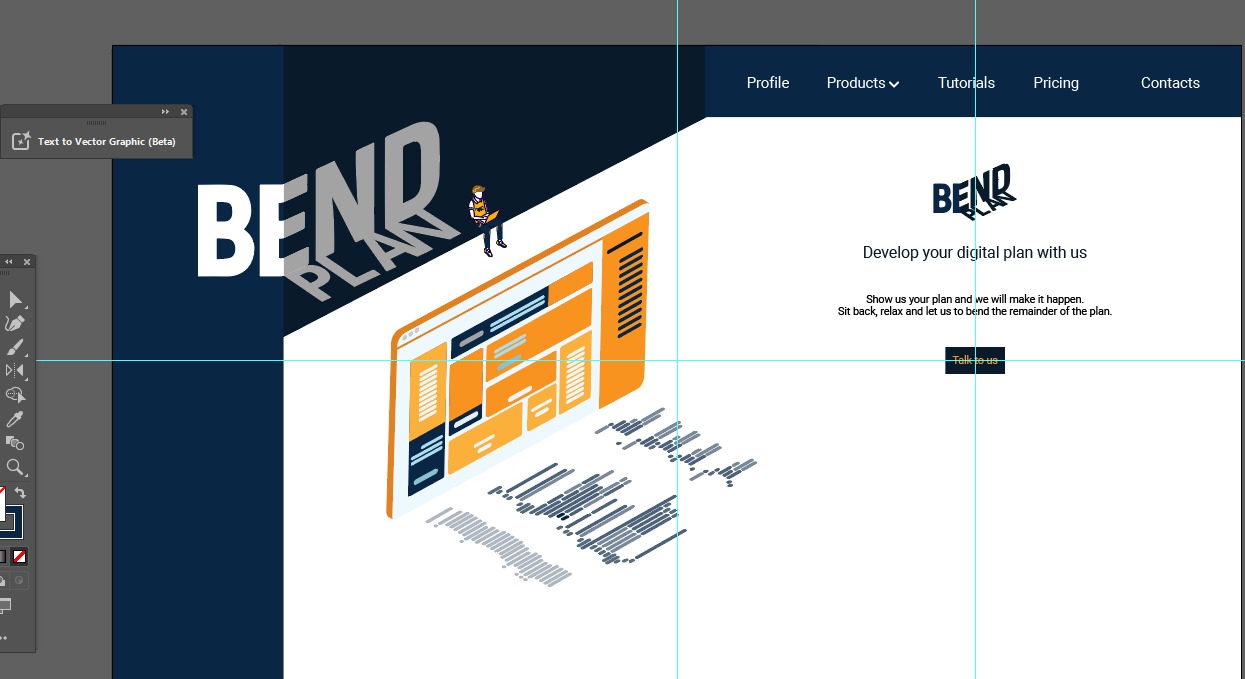 Profile Products Tutorials Pricing Contacts
Text to Vector Graphic (Beta)
BEND
PLAN
BEND
PLAN
Develop your digital plan with us
Show us your plan and we will make it happen.
Sit back, relax and let us to bend the remainder of the plan.
Talk to us